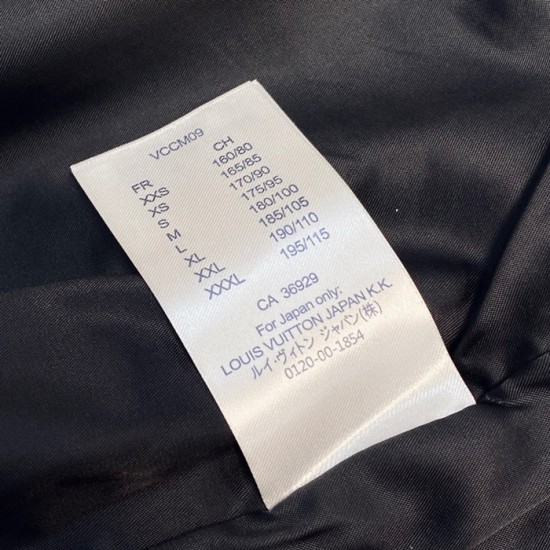 VCCM09
FR CH
XXS 160/80
XS 165/85
S 170/90
M 175/95
L 180/100
XL 185/105
XXL 190/110
XXXL 195/115
CA 36929
For Japan only:
LOUIS VUITTON JAPAN K.K.
ルイ・ヴィトン ジャパン(株)
0120-00-1854